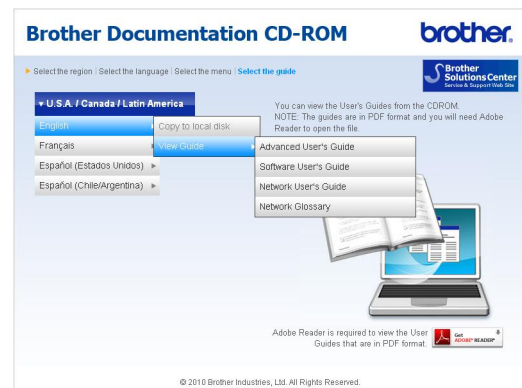 Brother Documentation CD-ROM
brother.
Select the region | Select the language | Select the menu | Select the guide
Brother
Solutions Center
Service & Support Web Site
U.S.A. / Canada / Latin America
You can view the User's Guides from the CDROM.
NOTE: The guides are in PDF format and you will need Adobe
Reader to open the file.
English
Copy to local disk
Français
View Guide
Advanced User's Guide
Español (Estados Unidos)
Software User's Guide
Español (Chile/Argentina)
Network User's Guide
Network Glossary
Adobe Reader is required to view the User
Guides that are in PDF format.
Get
ADOBE® READER®
© 2010 Brother Industries, Ltd. All Rights Reserved.